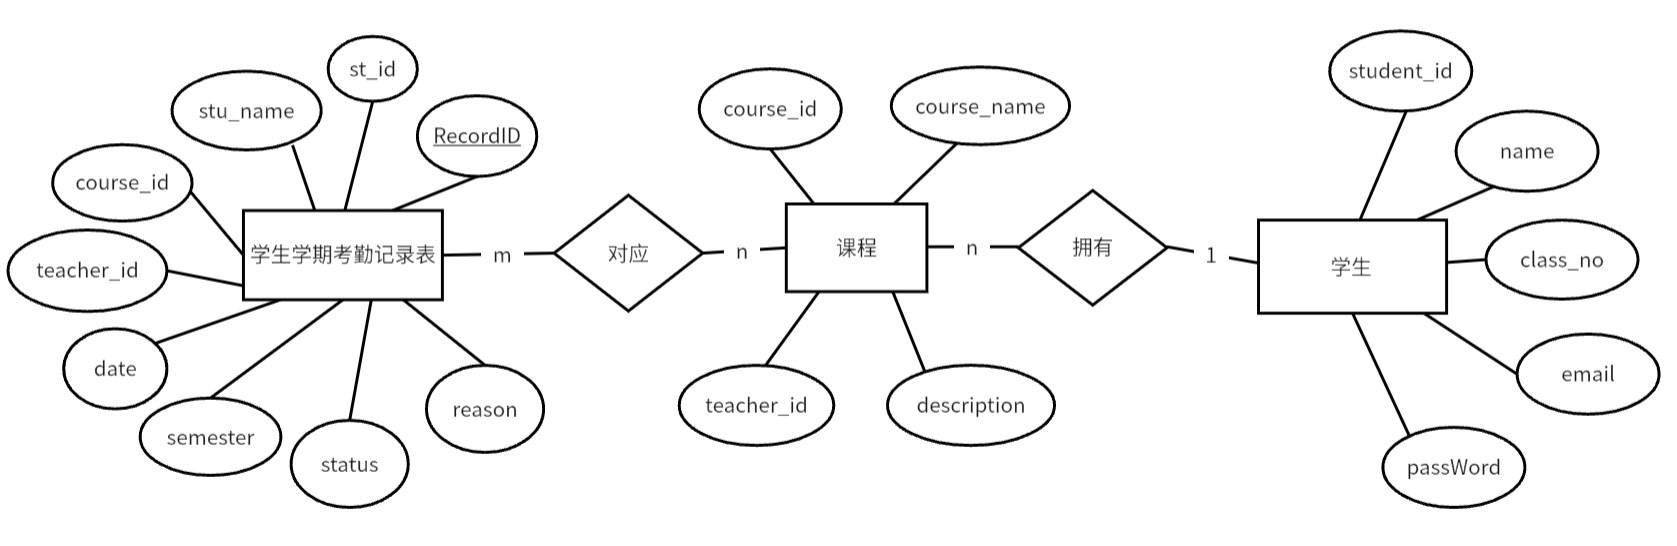 st_id
stu_name
RecordID
course_id
teacher_id
date
semester
status
reason
学生学期考勤记录表
m
对应
n
course_id
course_name
课程
teacher_id
description
n
拥有
1
学生
student_id
name
class_no
email
passWord